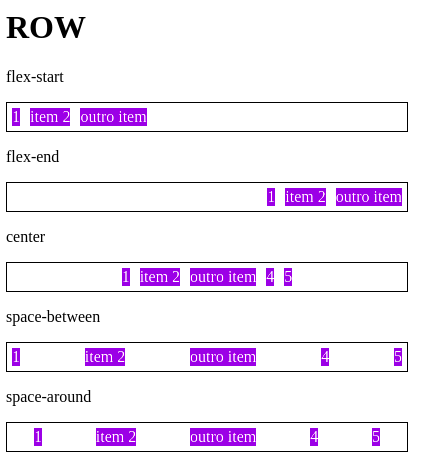 ROW
flex-start
1 item 2 outro item
flex-end
1 item 2 outro item
center
1 item 2 outro item 4 5
space-between
1 item 2 outro item 4 5
space-around
1 item 2 outro item 4 5